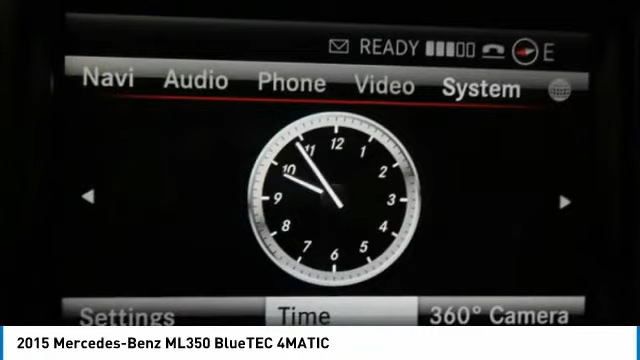 READY E
Navi Audio Phone Video System
12
11 1
10 2
9 3
8 4
7 5
6
Settings Time 360° Camera
2015 Mercedes-Benz ML350 BlueTEC 4MATIC